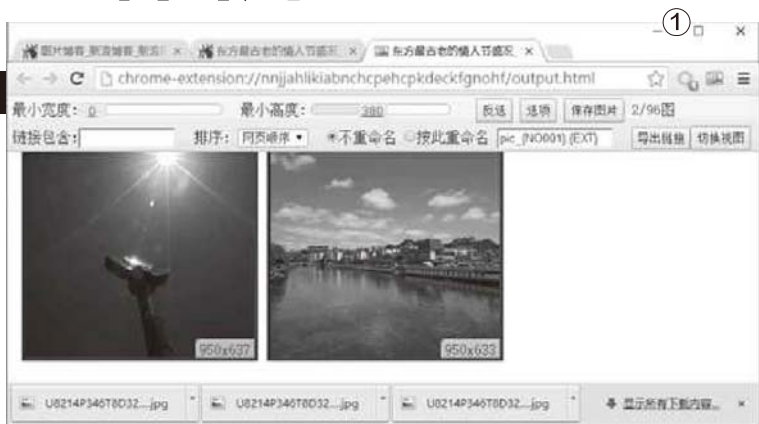 ①
图片博客_新浪博客_新浪 × 东方最古老的情人节盛况_ × 东方最古老的情人节盛况_ ×
chrome-extension://nnjjahlikiabnchcpehcpkdeckfgnohf/output.html
最小宽度: 0 最小高度: 380 反选 选项 保存图片 2/96图
链接包含: 排序: 网页顺序 不重命名 按此重命名 pic_{NO001}.{EXT} 导出链接 切换视图
950x637 950x633
U8214P346T8D32....jpg U8214P346T8D32....jpg U8214P346T8D32....jpg 显示所有下载内容... ×